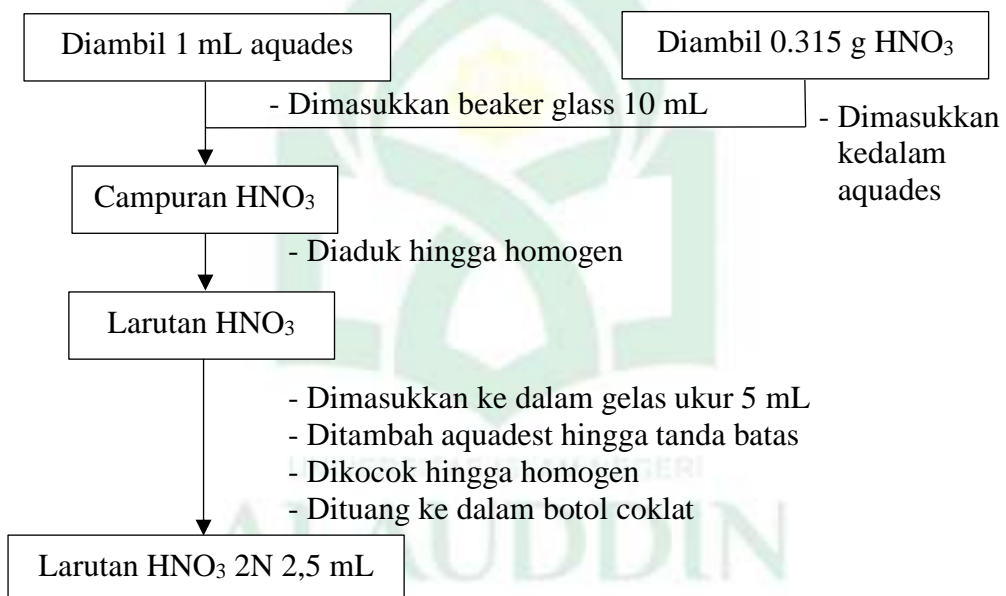 Diambil 1 mL aquades
Diambil 0.315 g HNO₃
- Dimasukkan beaker glass 10 mL
- Dimasukkan
kedalam
aquades
Campuran HNO₃
- Diaduk hingga homogen
Larutan HNO₃
- Dimasukkan ke dalam gelas ukur 5 mL
- Ditambah aquadest hingga tanda batas
- Dikocok hingga homogen
- Dituang ke dalam botol coklat
ALAUDDIN
Larutan HNO₃ 2N 2,5 mL